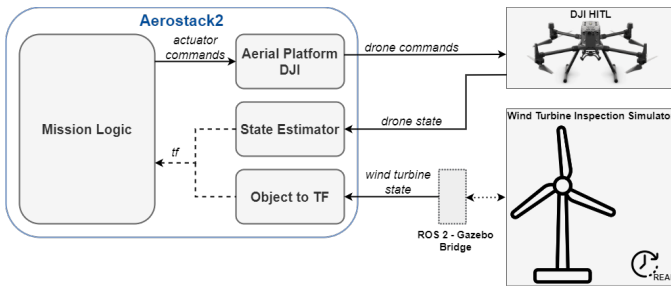 Aerostack2
DJI HITL
actuator
commands
Aerial Platform
DJI
drone commands
Mission Logic
State Estimator
drone state
Wind Turbine Inspection Simulator
tf
Object to TF
wind turbine
state
ROS 2 - Gazebo
Bridge